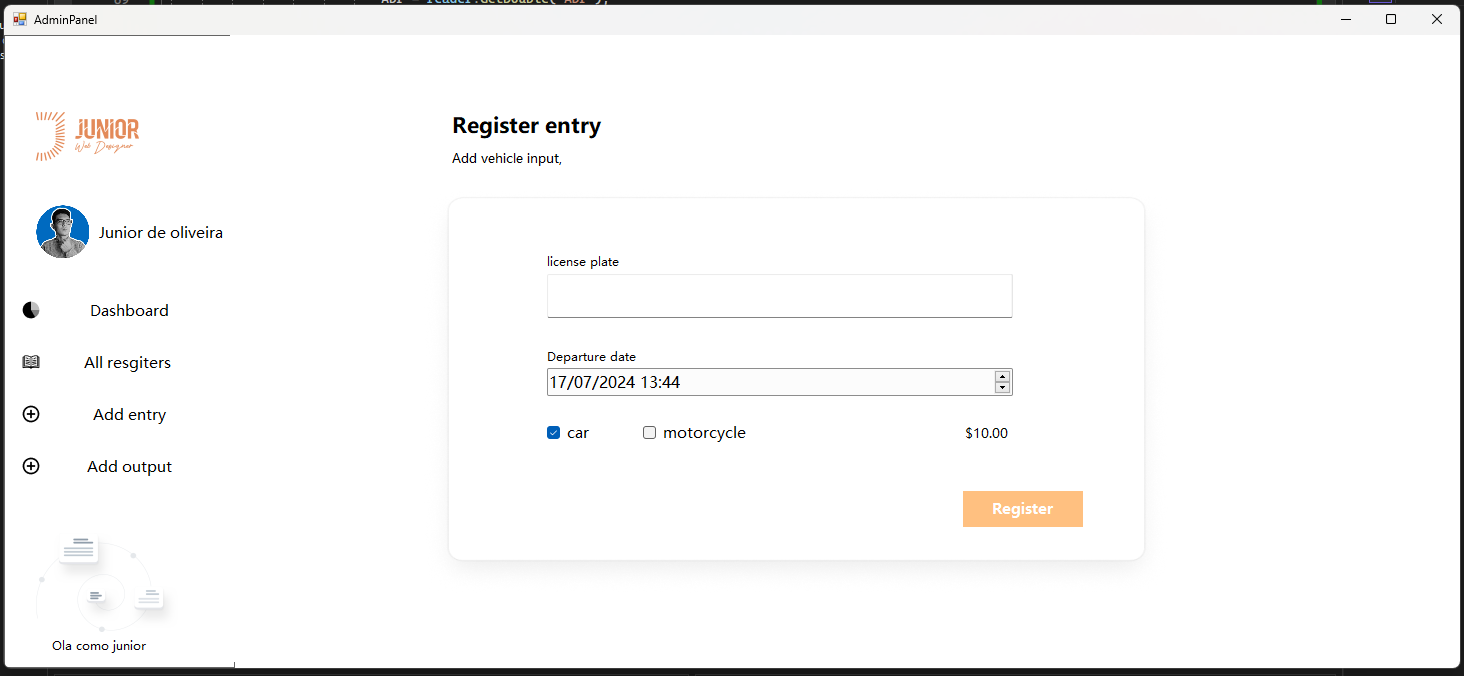 AdminPanel
JUNIOR
Web Designer
Junior de oliveira
Dashboard
All resgiters
Add entry
Add output
Ola como junior
Register entry
Add vehicle input,
license plate
Departure date
17/07/2024 13:44
car
motorcycle
$10.00
Register